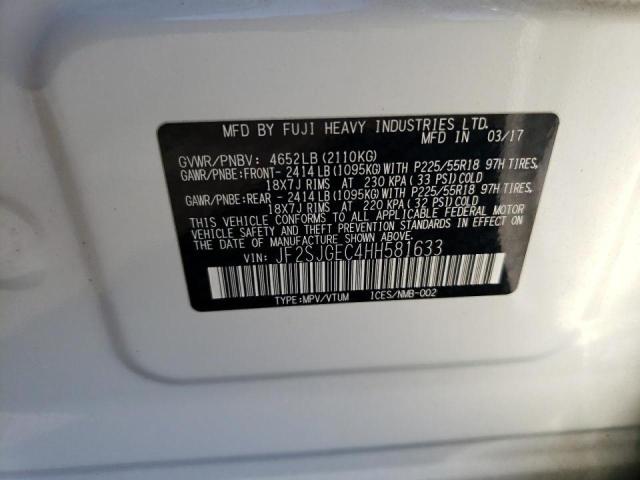 MFD BY FUJI HEAVY INDUSTRIES LTD.
MFD IN 03/17
GVWR/PNBV: 4652LB(2110KG)
GAWR/PNBE:FRONT- 2414LB(1095KG)WITH P225/55R18 97H TIRES,
18X7J RIMS AT 230 KPA( 33 PSI)COLD
GAWR/PNBE:REAR - 2414LB(1095KG)WITH P225/55R18 97H TIRES,
18X7J RIMS AT 220 KPA( 32 PSI)COLD
THIS VEHICLE CONFORMS TO ALL APPLICABLE FEDERAL MOTOR
VEHICLE SAFETY, BUMPER, AND THEFT PREVENTION STANDARDS IN EFFECT ON
THE DATE OF MANUFACTURE SHOWN ABOVE.
VIN: JF2SJGEC4HH581633
TYPE:MPV/VTUM ICES/NMB-002